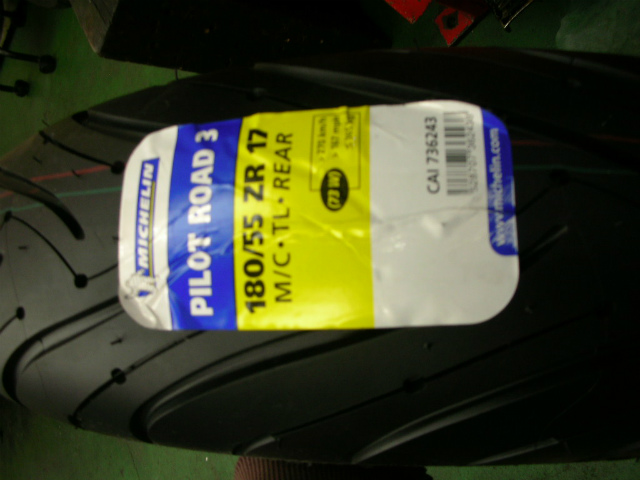 MICHELIN
PILOT ROAD 3
180/55 ZR 17
M/C · TL · REAR
(73 W)
CAI 736243
www.michelin.com